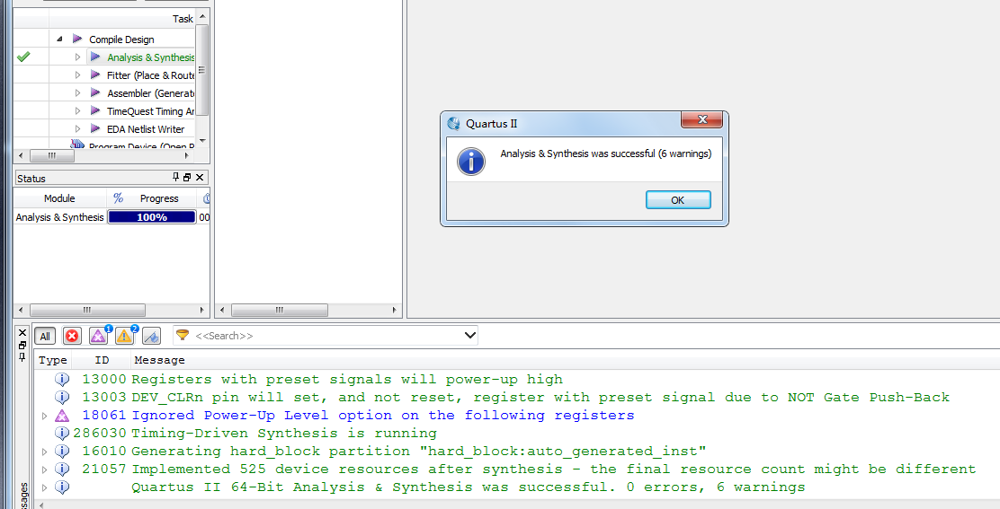 Task
Compile Design
Analysis & Synthesis
Fitter (Place & Route
Assembler (Generat
TimeQuest Timing A
EDA Netlist Writer
Program Device (Open P
Status
Module % Progress
Analysis & Synthesis 100% 00
Quartus II
Analysis & Synthesis was successful (6 warnings)
OK
All 1 2 <<Search>>
Type ID Message
13000 Registers with preset signals will power-up high
13003 DEV_CLRn pin will set, and not reset, register with preset signal due to NOT Gate Push-Back
18061 Ignored Power-Up Level option on the following registers
286030 Timing-Driven Synthesis is running
16010 Generating hard_block partition "hard_block:auto_generated_inst"
21057 Implemented 525 device resources after synthesis - the final resource count might be different
Quartus II 64-Bit Analysis & Synthesis was successful. 0 errors, 6 warnings
sages